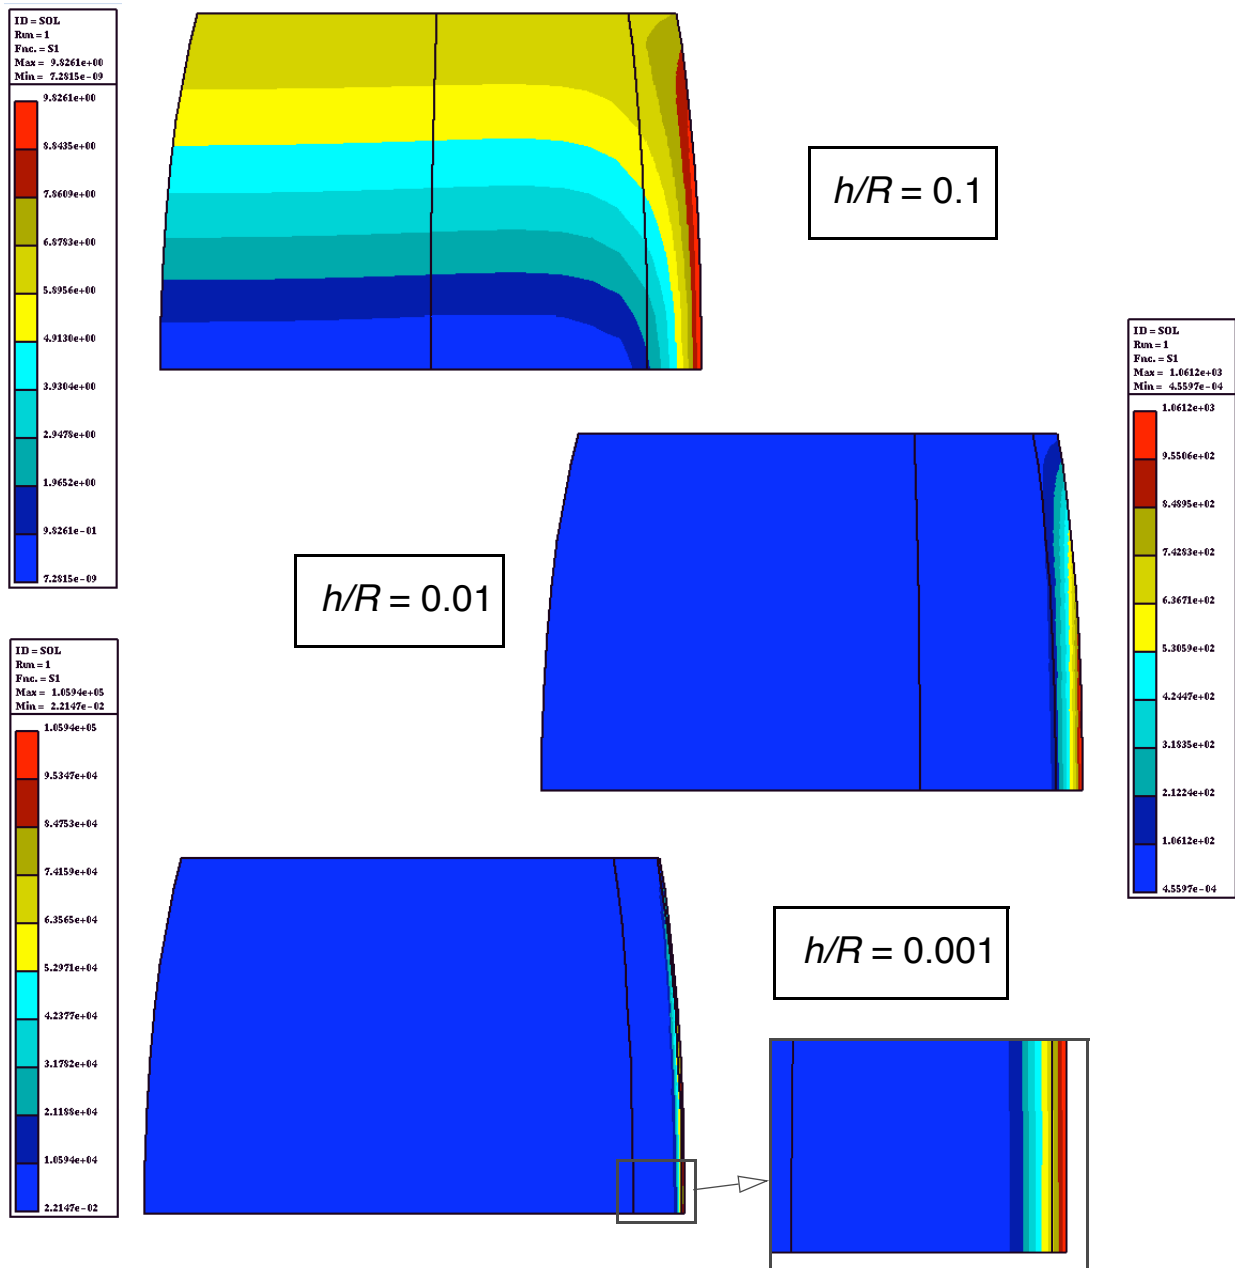 ID = SOL
Run = 1
Fnc. = S1
Max = 9.8261e+00
Min = 7.2815e-09
9.8261e+00
8.8435e+00
7.8609e+00
6.8783e+00
5.8956e+00
4.9130e+00
3.9304e+00
2.9478e+00
1.9652e+00
9.8261e-01
7.2815e-09
h/R = 0.1
ID = SOL
Run = 1
Fnc. = S1
Max = 1.0612e+03
Min = 4.5597e-04
1.0612e+03
9.5506e+02
8.4895e+02
7.4283e+02
6.3671e+02
5.3059e+02
4.2447e+02
3.1835e+02
2.1224e+02
1.0612e+02
4.5597e-04
h/R = 0.01
ID = SOL
Run = 1
Fnc. = S1
Max = 1.0594e+05
Min = 2.2147e-02
1.0594e+05
9.5347e+04
8.4753e+04
7.4159e+04
6.3565e+04
5.2971e+04
4.2377e+04
3.1782e+04
2.1188e+04
1.0594e+04
2.2147e-02
h/R = 0.001